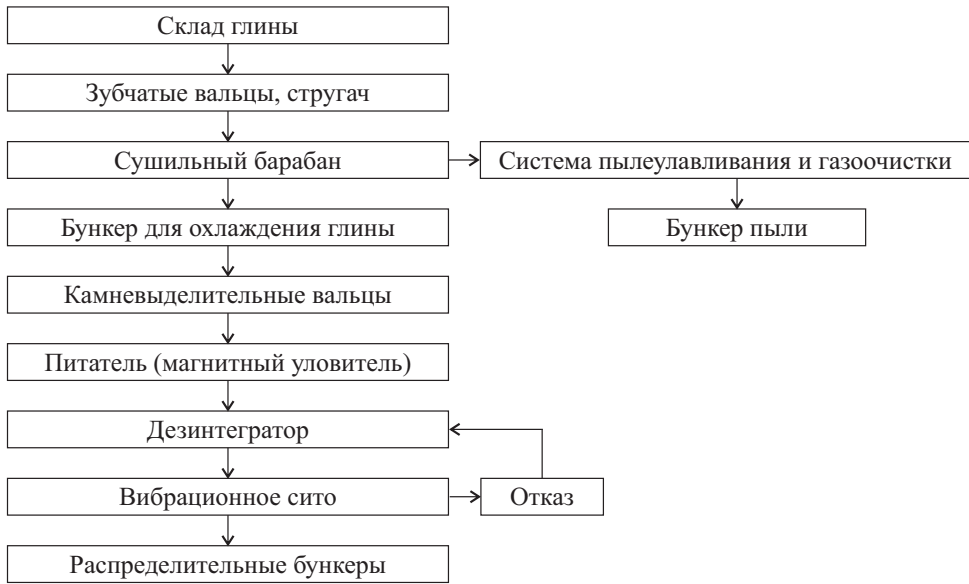 Склад глины
Зубчатые вальцы, стругач
Сушильный барабан
Система пылеулавливания и газоочистки
Бункер для охлаждения глины
Бункер пыли
Камневыделительные вальцы
Питатель (магнитный уловитель)
Дезинтегратор
Вибрационное сито
Отказ
Распределительные бункеры